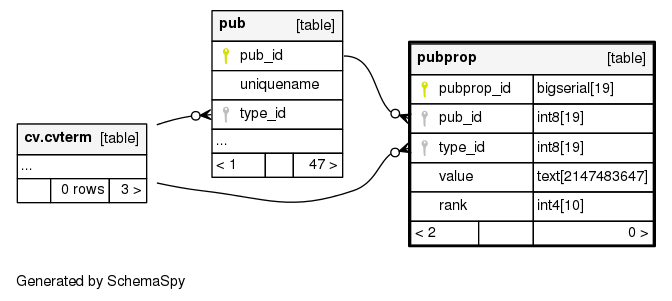 pub [table]
pub_id
uniquename
type_id
...
< 1 47 >
cv.cvterm [table]
...
0 rows 3 >
pubprop [table]
pubprop_id bigserial[19]
pub_id int8[19]
type_id int8[19]
value text[2147483647]
rank int4[10]
< 2 0 >
Generated by SchemaSpy